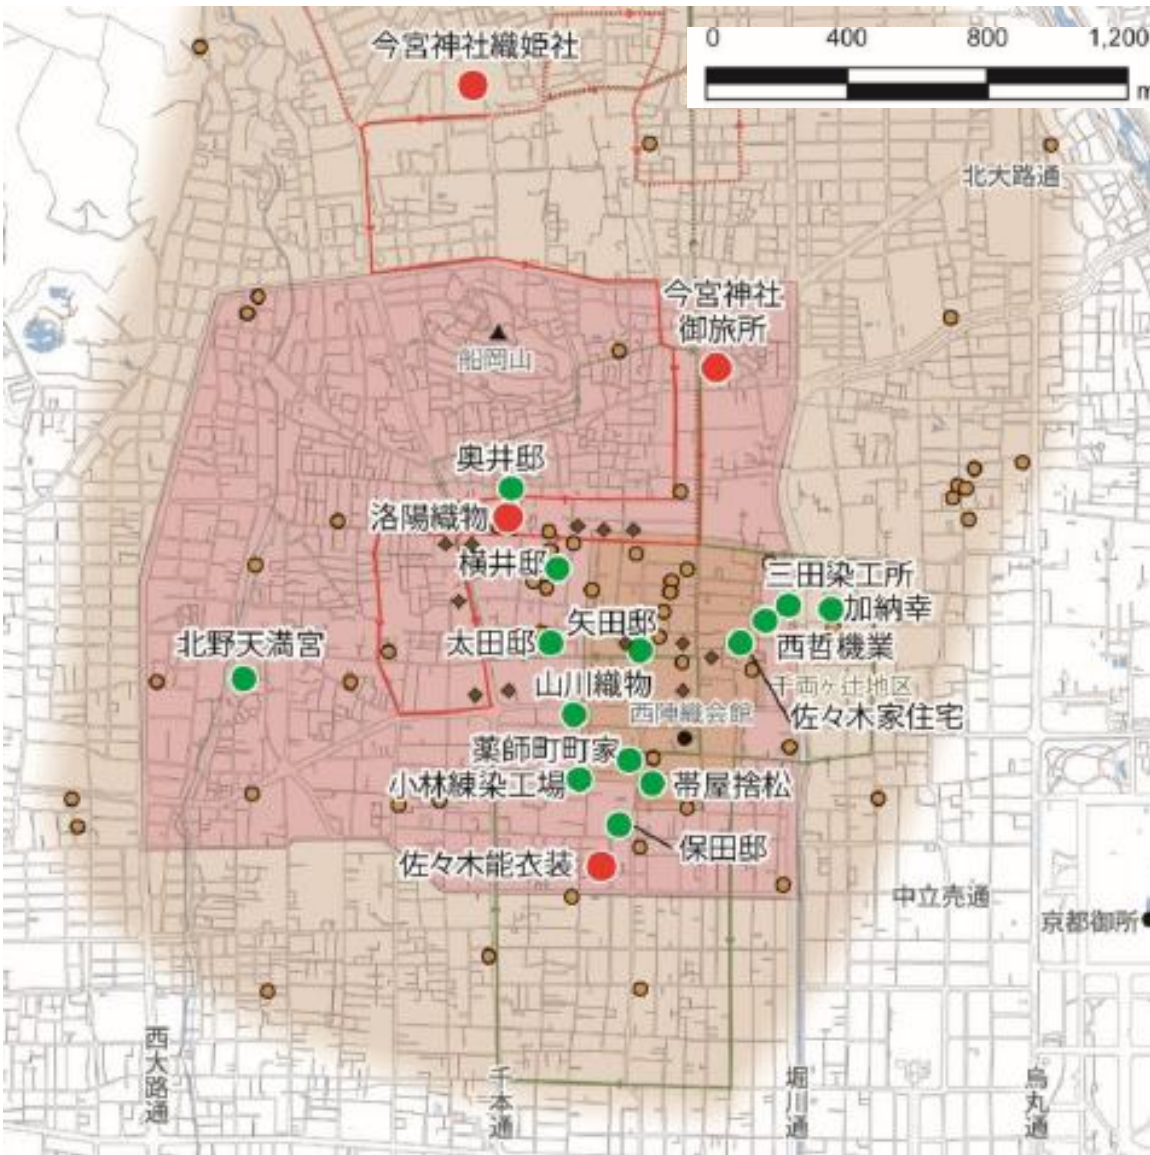 今宮神社織姫社
0 400 800 1,200
m
北大路通
今宮神社
御旅所
船岡山
奥井邸
洛陽織物
横井邸
三田染工所
加納幸
矢田邸
太田邸
西哲機業
北野天満宮
山川織物
千両ヶ辻地区
西陣織会館
佐々木家住宅
薬師町町家
小林練染工場
帯屋捨松
保田邸
佐々木能衣装
中立売通
京都御所
西大路通
千本通
堀川通
烏丸通